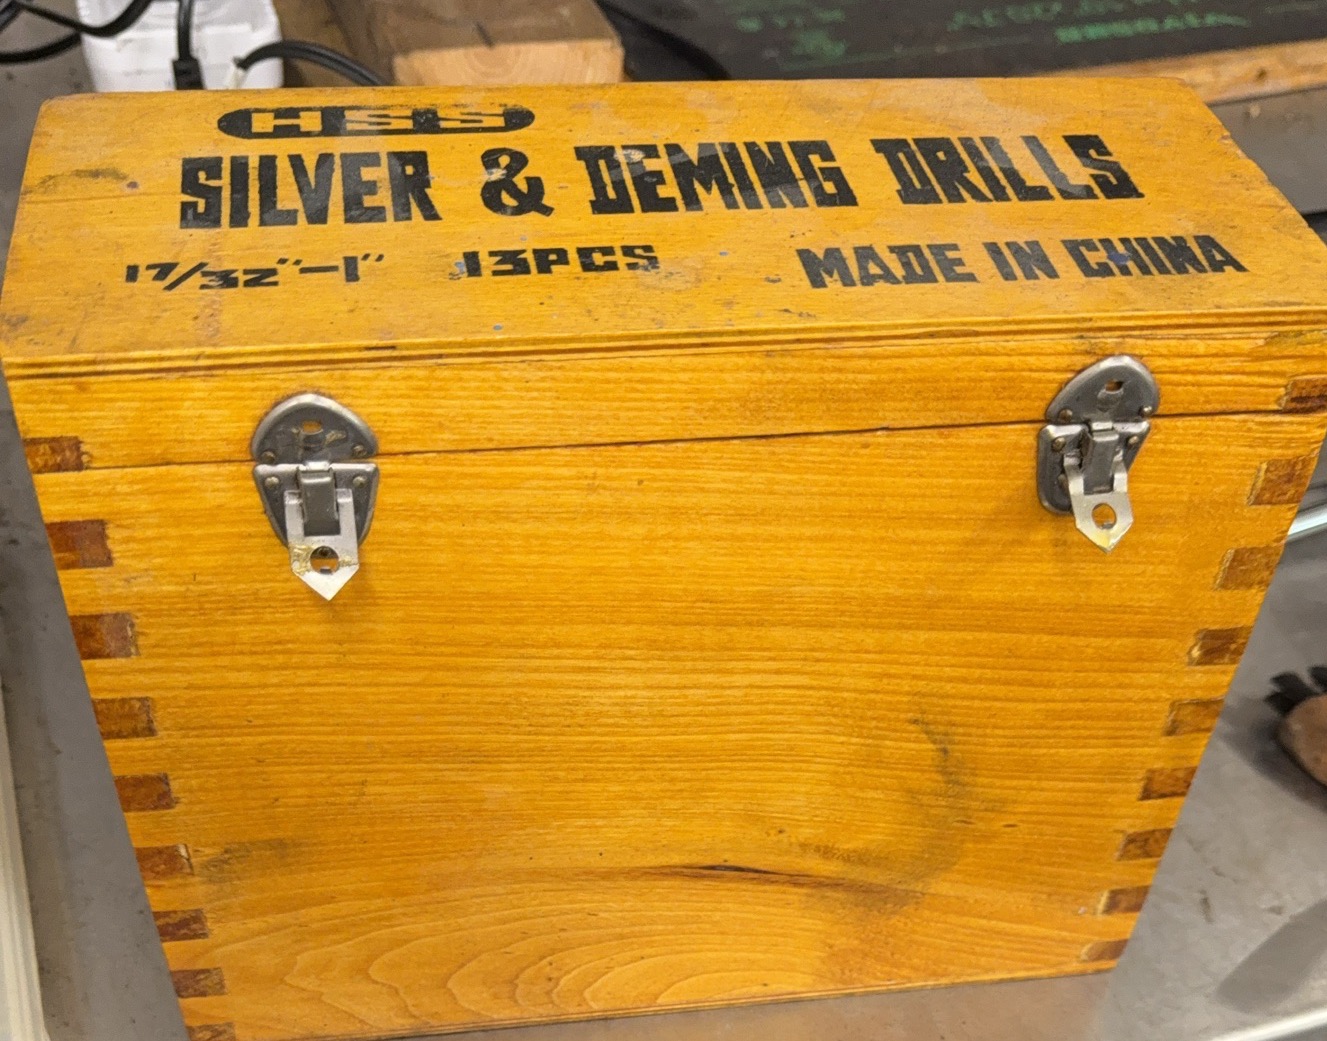 HSS
SILVER & DEMING DRILLS
17/32"-1" 13PCS MADE IN CHINA